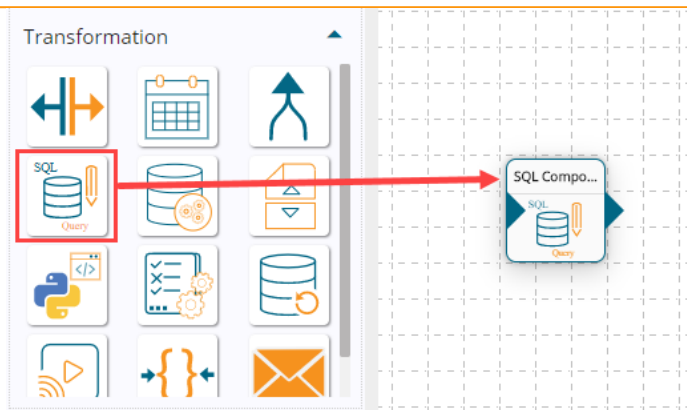 Transformation
SQL
Query
</>
SQL Compo...
SQL
Query